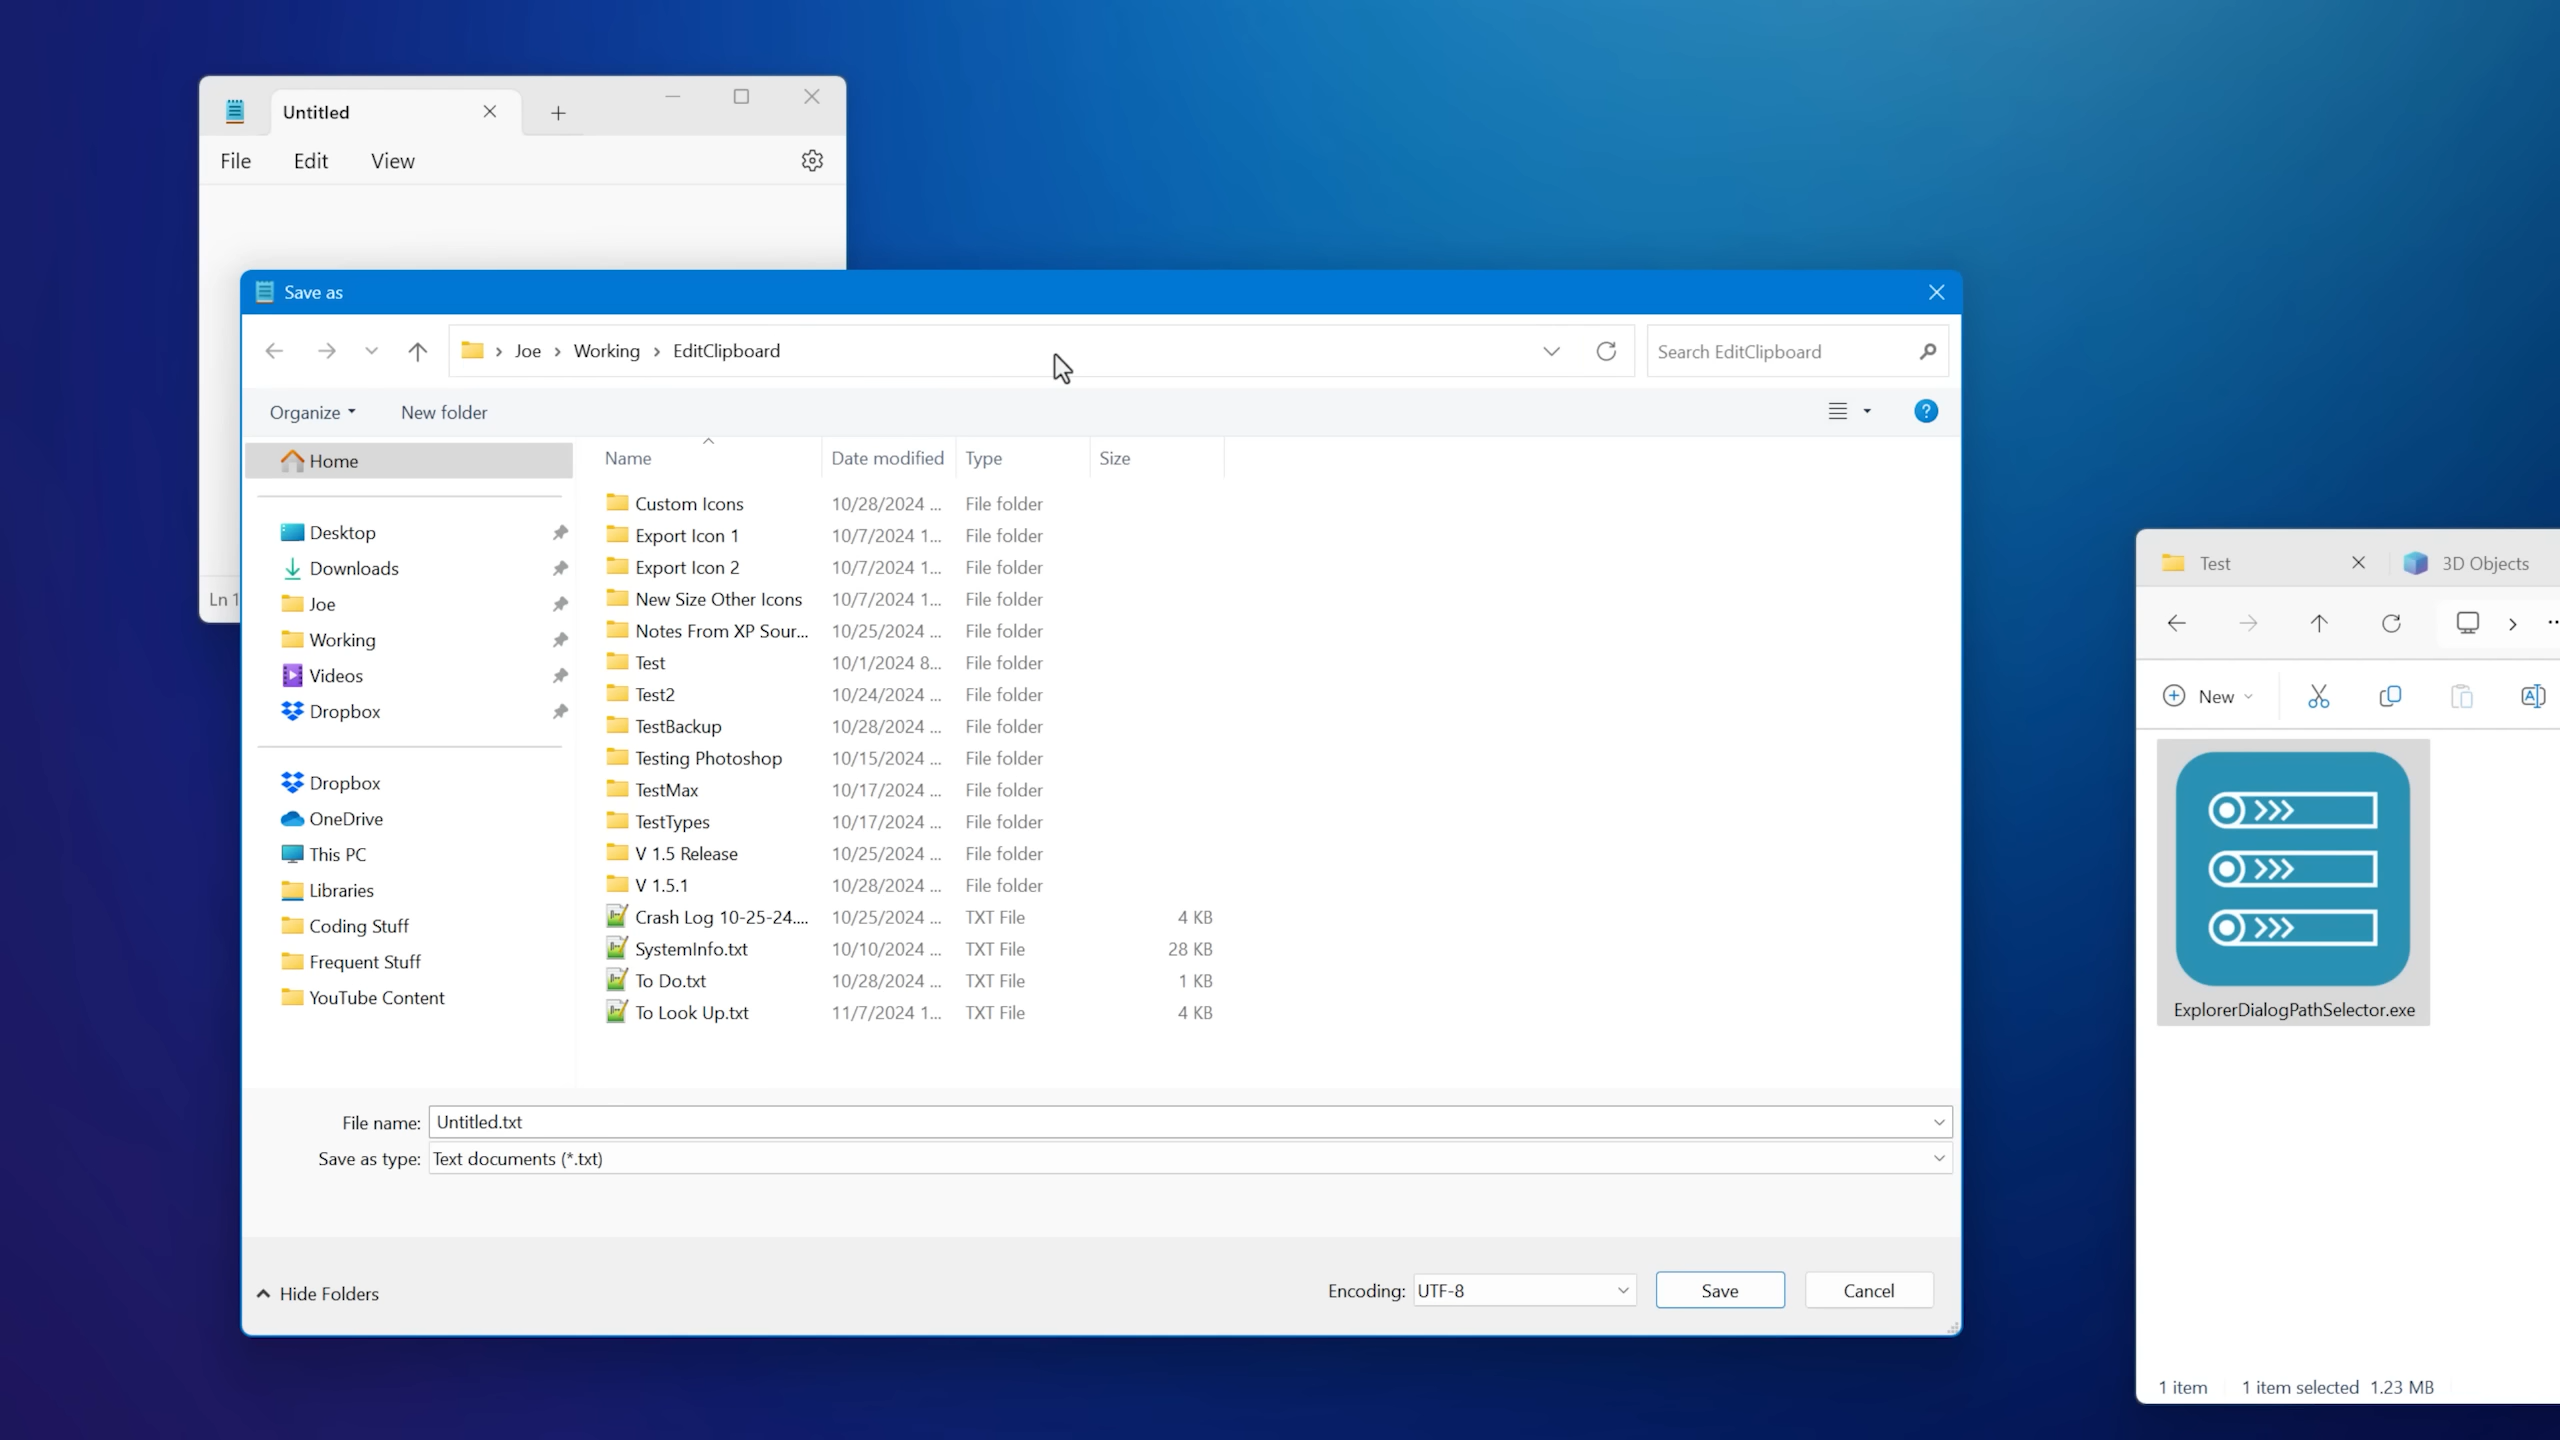 Untitled
File Edit View
Ln 1
Save as
Joe Working EditClipboard
Search EditClipboard
Organize New folder
Home
Desktop
Downloads
Joe
Working
Videos
Dropbox
Dropbox
OneDrive
This PC
Libraries
Coding Stuff
Frequent Stuff
YouTube Content
Name Date modified Type Size
Custom Icons 10/28/2024 ... File folder
Export Icon 1 10/7/2024 1... File folder
Export Icon 2 10/7/2024 1... File folder
New Size Other Icons 10/7/2024 1... File folder
Notes From XP Sour... 10/25/2024 ... File folder
Test 10/1/2024 8... File folder
Test2 10/24/2024 ... File folder
TestBackup 10/28/2024 ... File folder
Testing Photoshop 10/15/2024 ... File folder
TestMax 10/17/2024 ... File folder
TestTypes 10/17/2024 ... File folder
V 1.5 Release 10/25/2024 ... File folder
V 1.5.1 10/28/2024 ... File folder
Crash Log 10-25-24.... 10/25/2024 ... TXT File 4 KB
SystemInfo.txt 10/10/2024 ... TXT File 28 KB
To Do.txt 10/28/2024 ... TXT File 1 KB
To Look Up.txt 11/7/2024 1... TXT File 4 KB
File name: Untitled.txt
Save as type: Text documents (*.txt)
Hide Folders
Encoding: UTF-8 Save Cancel
Test 3D Objects
New
ExplorerDialogPathSelector.exe
1 item 1 item selected 1.23 MB